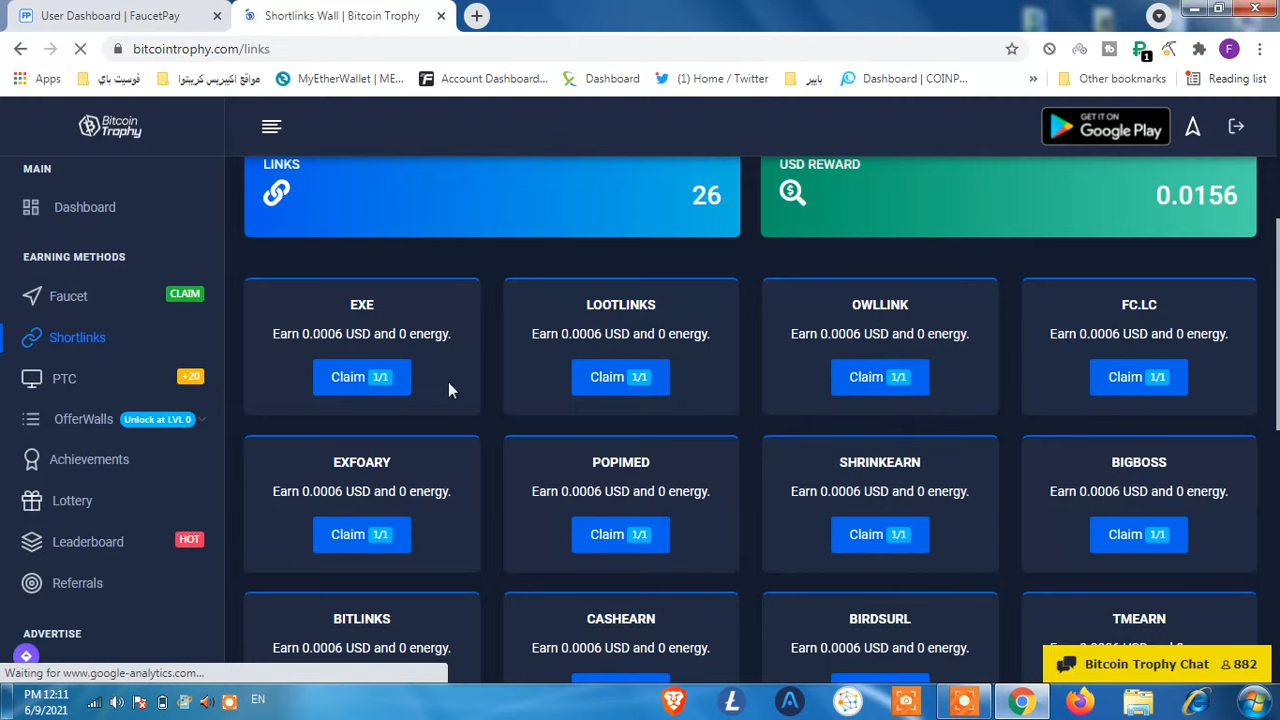 User Dashboard | FaucetPay
Shortlinks Wall | Bitcoin Trophy
bitcointrophy.com/links
Apps
فوسيت باي
مواقع اكبيريس كريبتوا
MyEtherWallet | ME...
Account Dashboard...
Dashboard
(1) Home / Twitter
بايير
Dashboard | COINP...
»
Other bookmarks
Reading list
1
F
Bitcoin Trophy
GET IT ON
Google Play
MAIN
Dashboard
EARNING METHODS
Faucet CLAIM
Shortlinks
PTC +20
OfferWalls Unlock at LVL 0
Achievements
Lottery
Leaderboard HOT
Referrals
ADVERTISE
LINKS
26
USD REWARD
0.0156
EXE
Earn 0.0006 USD and 0 energy.
Claim 1/1
LOOTLINKS
Earn 0.0006 USD and 0 energy.
Claim 1/1
OWLLINK
Earn 0.0006 USD and 0 energy.
Claim 1/1
FC.LC
Earn 0.0006 USD and 0 energy.
Claim 1/1
EXFOARY
Earn 0.0006 USD and 0 energy.
Claim 1/1
POPIMED
Earn 0.0006 USD and 0 energy.
Claim 1/1
SHRINKEARN
Earn 0.0006 USD and 0 energy.
Claim 1/1
BIGBOSS
Earn 0.0006 USD and 0 energy.
Claim 1/1
BITLINKS
Earn 0.0006 USD and 0 energy.
CASHEARN
Earn 0.0006 USD and 0 energy.
BIRDSURL
Earn 0.0006 USD and 0 energy.
TMEARN
Earn 0.0006 USD and 0
Bitcoin Trophy Chat 882
Waiting for www.google-analytics.com...
PM 12:11
6/9/2021
EN